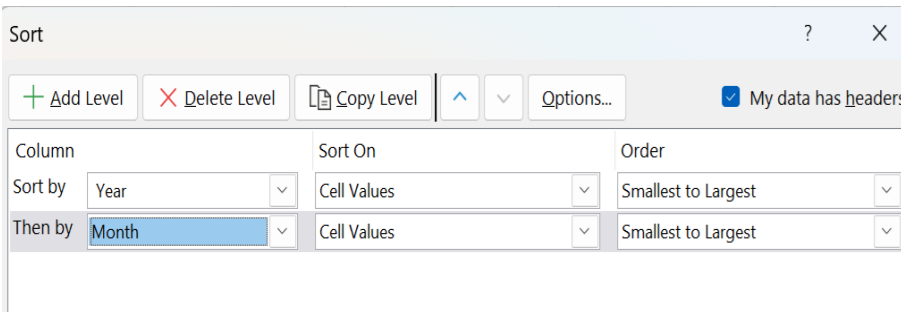 Sort ?
Add Level Delete Level Copy Level Options... My data has headers
Column Sort On Order
Sort by Year Cell Values Smallest to Largest
Then by Month Cell Values Smallest to Largest